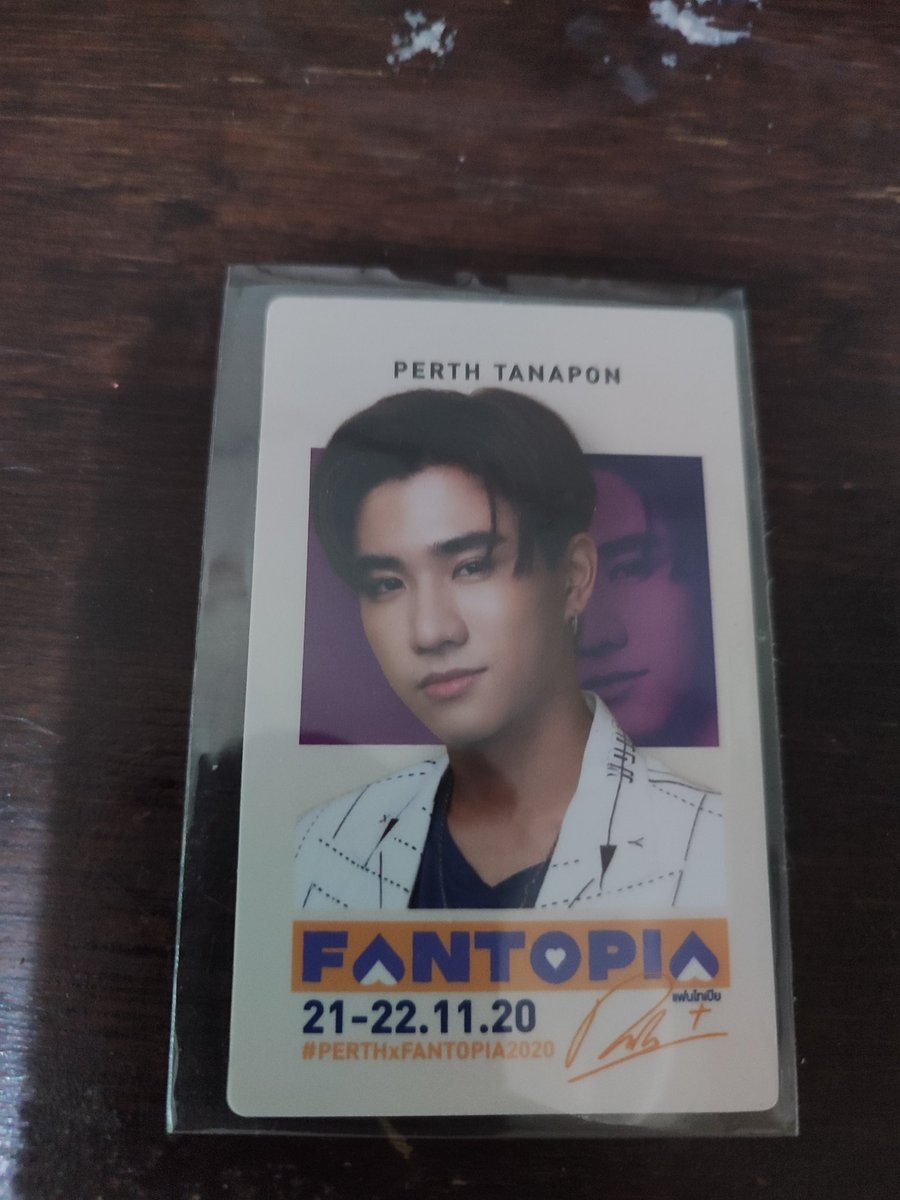 PERTH TANAPON
X
Y
FANTOPIA
แฟนโทเปีย
21-22.11.20
#PERTHxFANTOPIA2020